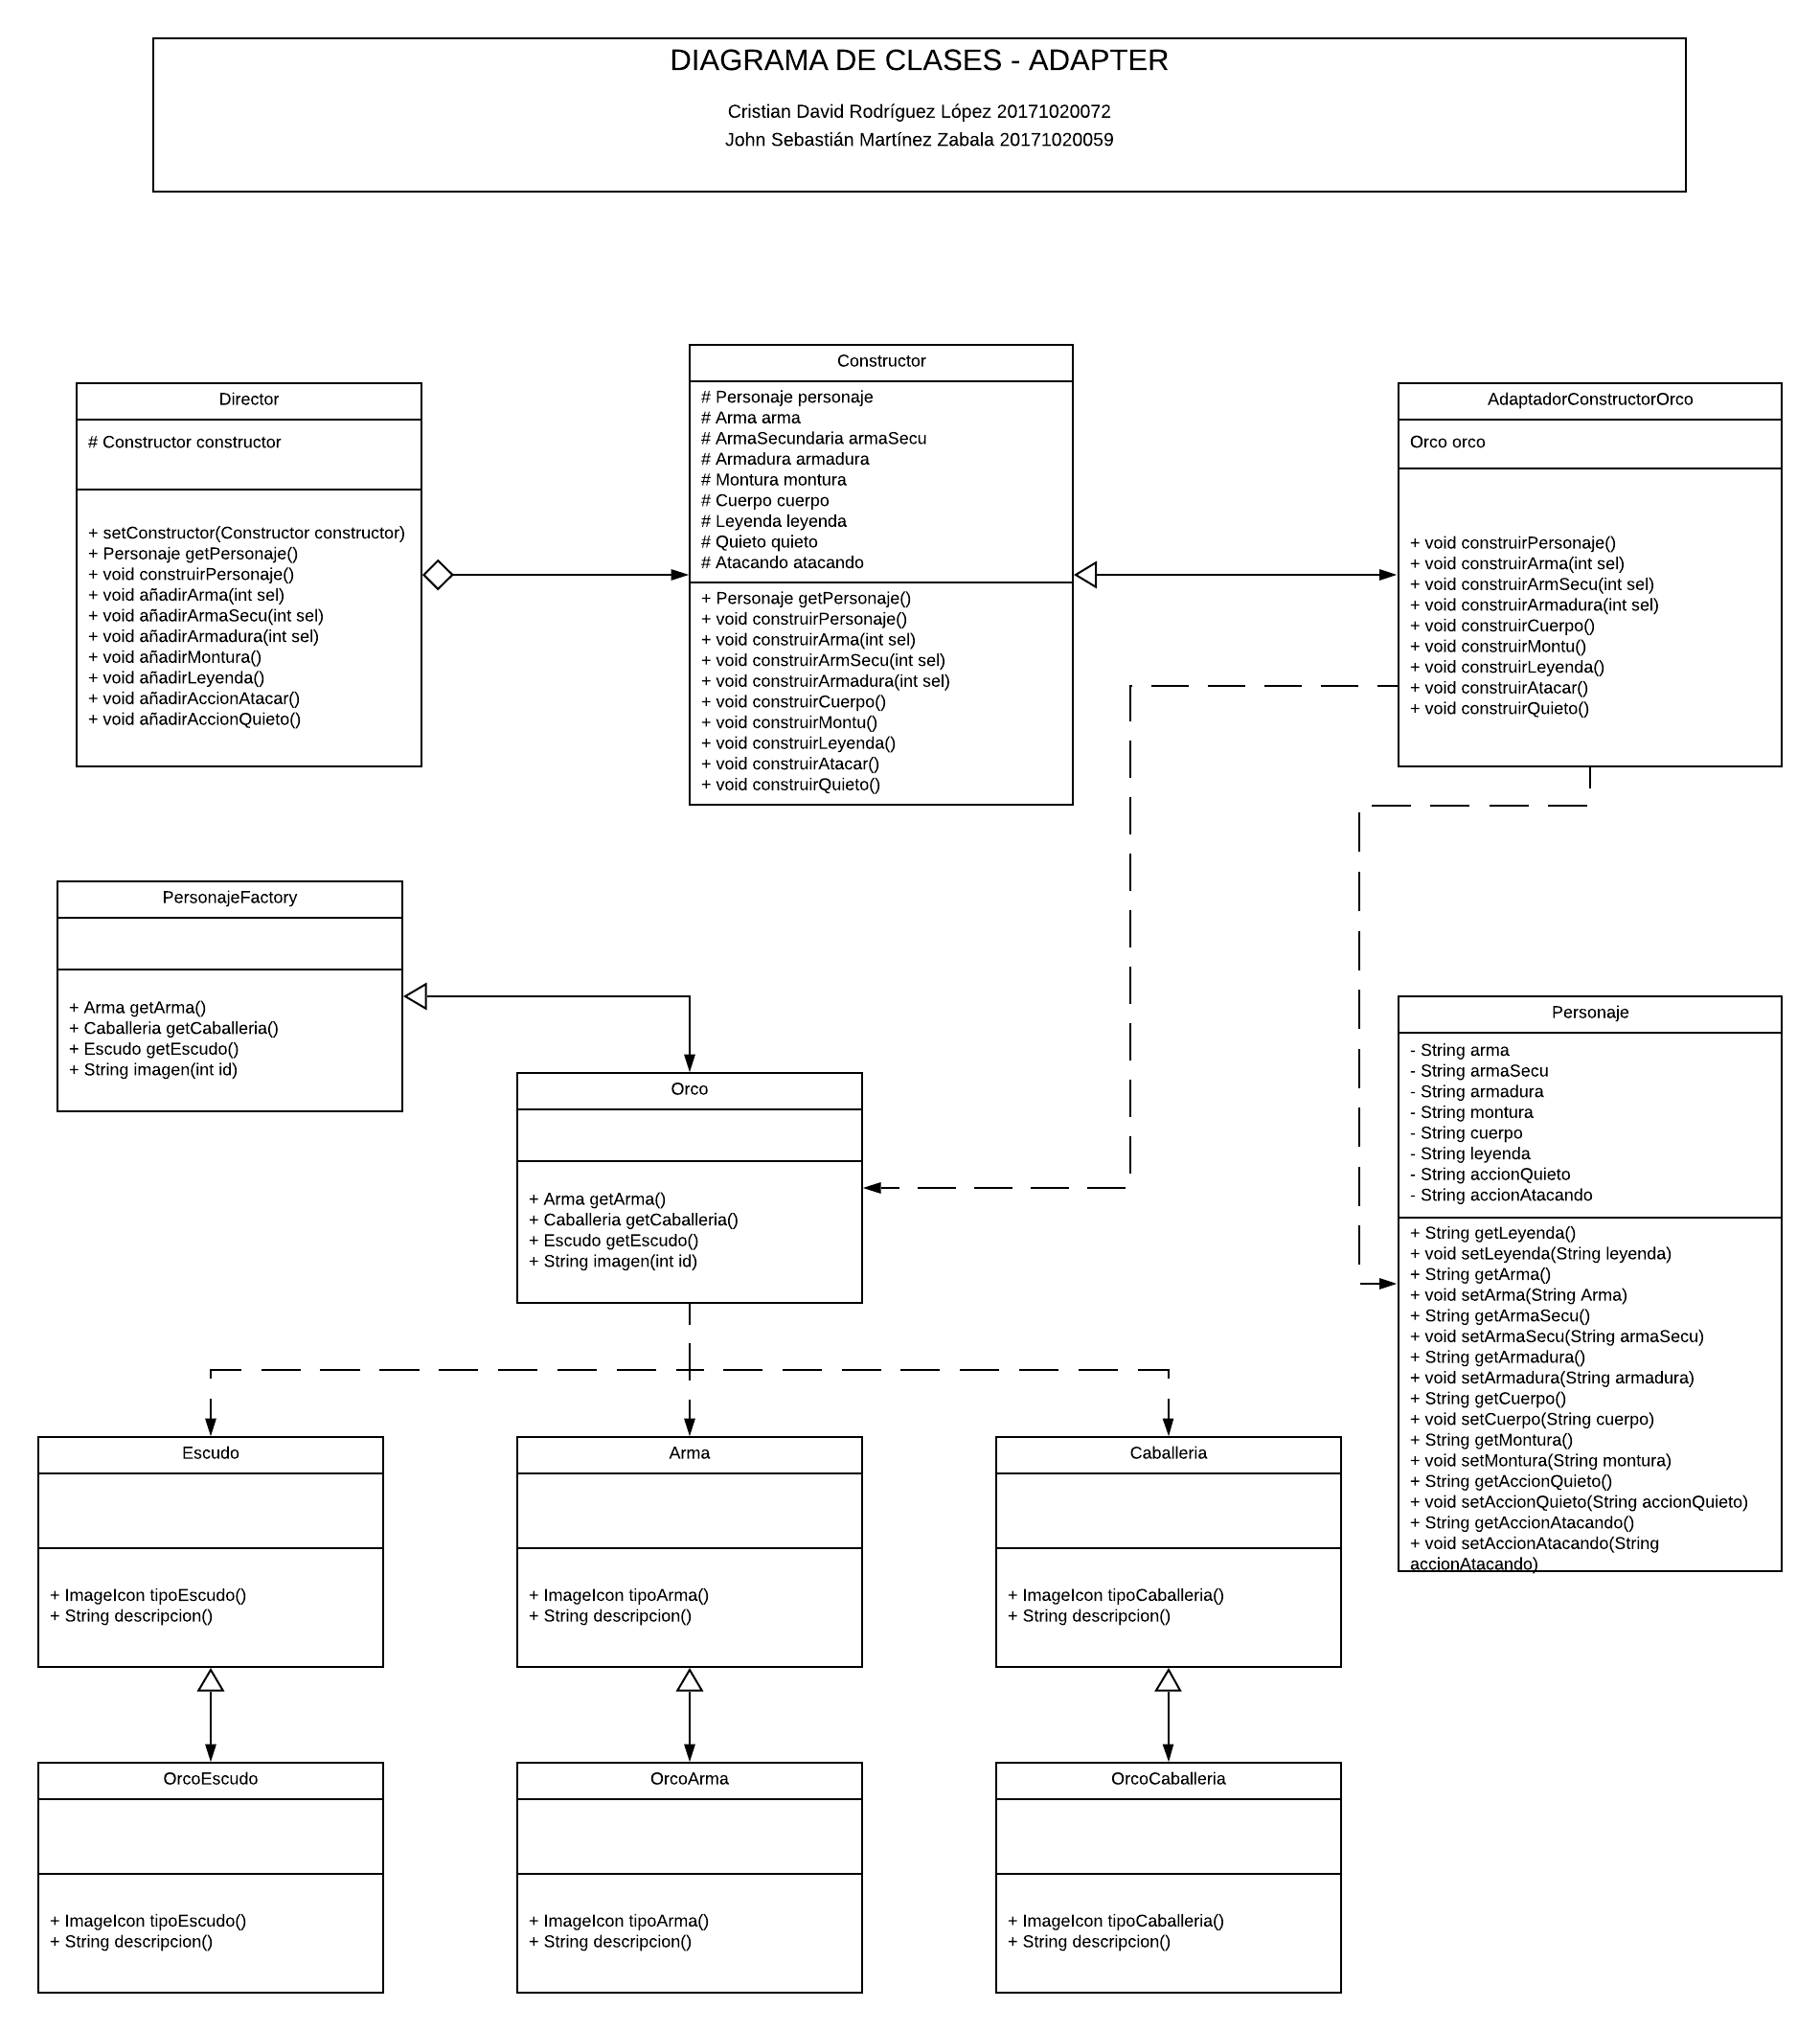 DIAGRAMA DE CLASES - ADAPTER
Cristian David Rodríguez López 20171020072
John Sebastián Martínez Zabala 20171020059
Director
# Constructor constructor
+ setConstructor(Constructor constructor)
+ Personaje getPersonaje()
+ void construirPersonaje()
+ void añadirArma(int sel)
+ void añadirArmaSecu(int sel)
+ void añadirArmadura(int sel)
+ void añadirMontura()
+ void añadirLeyenda()
+ void añadirAccionAtacar()
+ void añadirAccionQuieto()
Constructor
# Personaje personaje
# Arma arma
# ArmaSecundaria armaSecu
# Armadura armadura
# Montura montura
# Cuerpo cuerpo
# Leyenda leyenda
# Quieto quieto
# Atacando atacando
+ Personaje getPersonaje()
+ void construirPersonaje()
+ void construirArma(int sel)
+ void construirArmSecu(int sel)
+ void construirArmadura(int sel)
+ void construirCuerpo()
+ void construirMontu()
+ void construirLeyenda()
+ void construirAtacar()
+ void construirQuieto()
AdaptadorConstructorOrco
Orco orco
+ void construirPersonaje()
+ void construirArma(int sel)
+ void construirArmSecu(int sel)
+ void construirArmadura(int sel)
+ void construirCuerpo()
+ void construirMontu()
+ void construirLeyenda()
+ void construirAtacar()
+ void construirQuieto()
PersonajeFactory
+ Arma getArma()
+ Caballeria getCaballeria()
+ Escudo getEscudo()
+ String imagen(int id)
Orco
+ Arma getArma()
+ Caballeria getCaballeria()
+ Escudo getEscudo()
+ String imagen(int id)
Personaje
- String arma
- String armaSecu
- String armadura
- String montura
- String cuerpo
- String leyenda
- String accionQuieto
- String accionAtacando
+ String getLeyenda()
+ void setLeyenda(String leyenda)
+ String getArma()
+ void setArma(String Arma)
+ String getArmaSecu()
+ void setArmaSecu(String armaSecu)
+ String getArmadura()
+ void setArmadura(String armadura)
+ String getCuerpo()
+ void setCuerpo(String cuerpo)
+ String getMontura()
+ void setMontura(String montura)
+ String getAccionQuieto()
+ void setAccionQuieto(String accionQuieto)
+ String getAccionAtacando()
+ void setAccionAtacando(String
accionAtacando)
Escudo
+ ImageIcon tipoEscudo()
+ String descripcion()
Arma
+ ImageIcon tipoArma()
+ String descripcion()
Caballeria
+ ImageIcon tipoCaballeria()
+ String descripcion()
OrcoEscudo
+ ImageIcon tipoEscudo()
+ String descripcion()
OrcoArma
+ ImageIcon tipoArma()
+ String descripcion()
OrcoCaballeria
+ ImageIcon tipoCaballeria()
+ String descripcion()